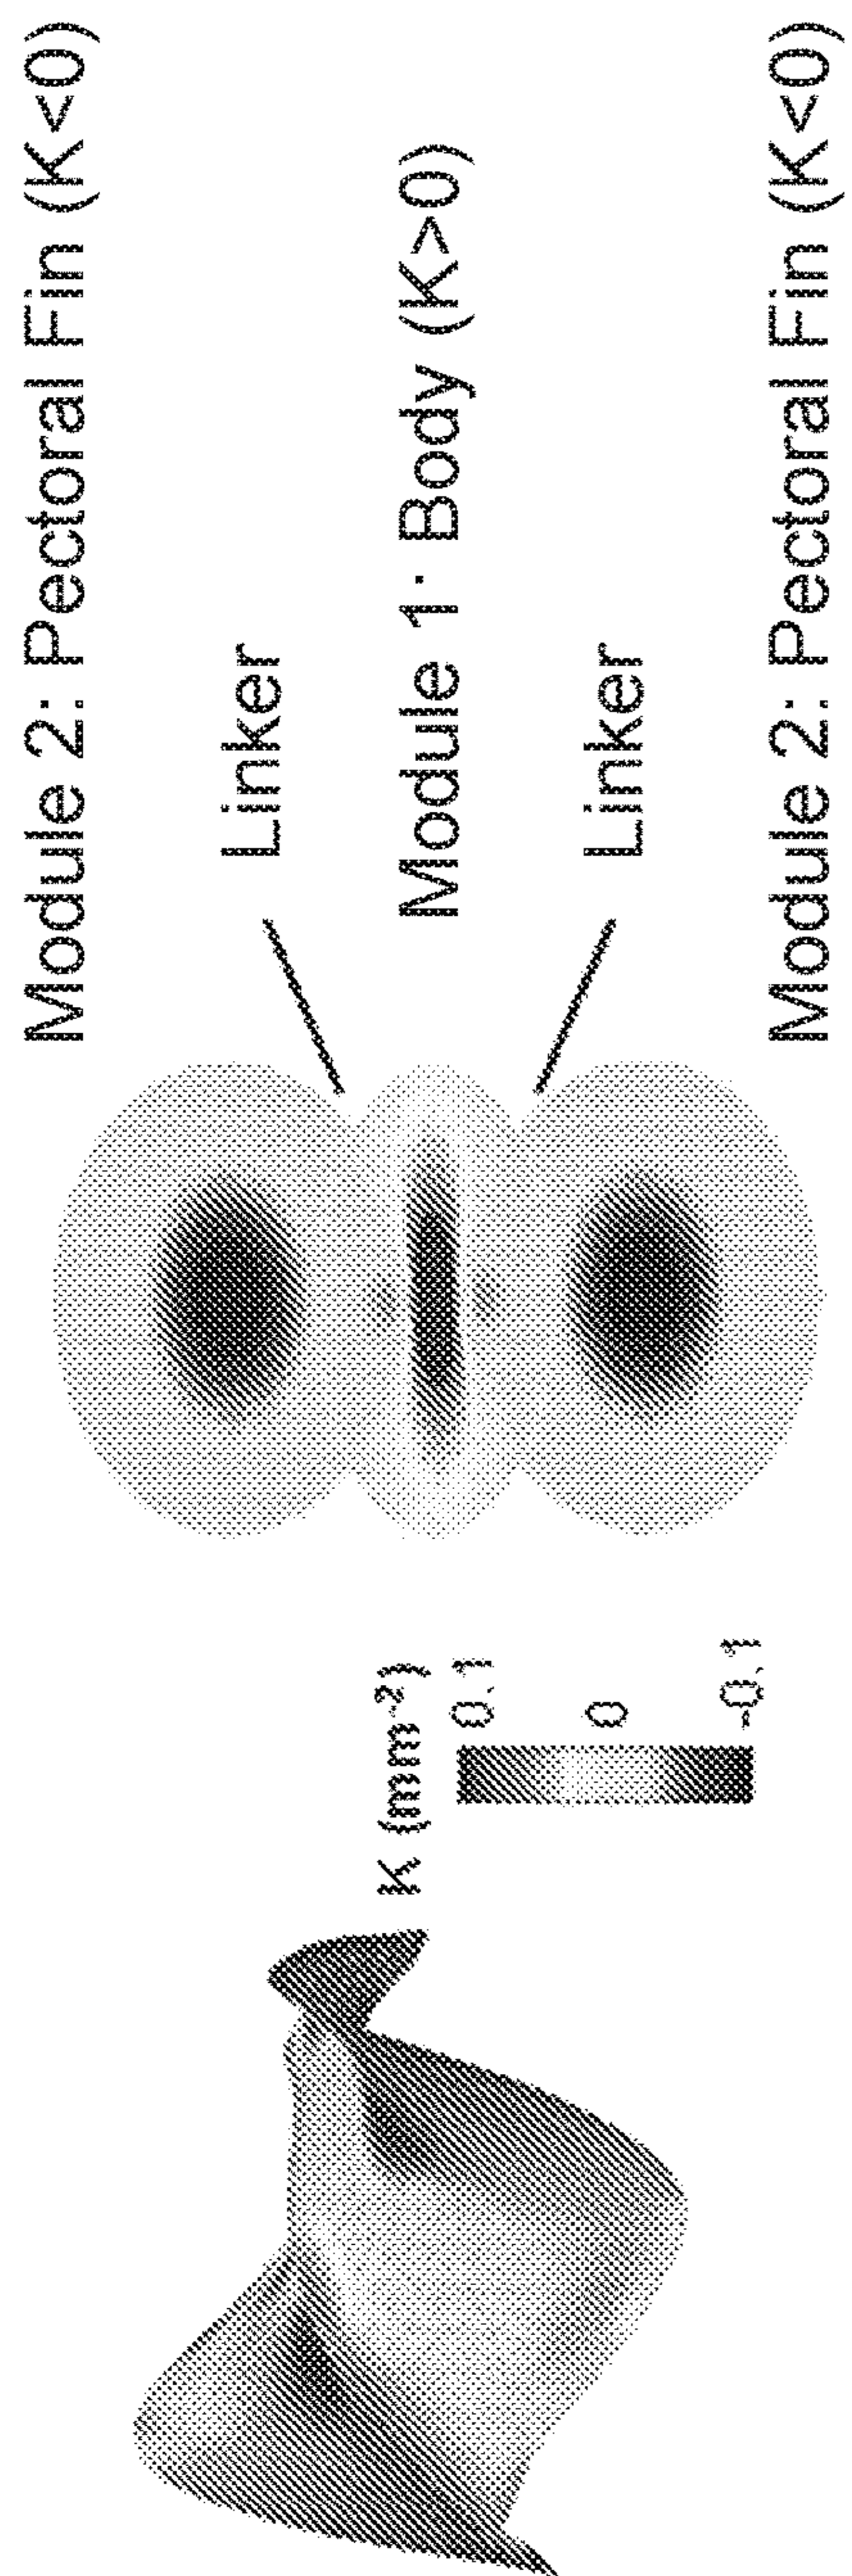 Module 2: Pectoral Fin (K<0)
Linker
Module 1: Body (K>0)
Linker
Module 2: Pectoral Fin (K<0)
K (mm⁻²)
0.1
0
-0.1